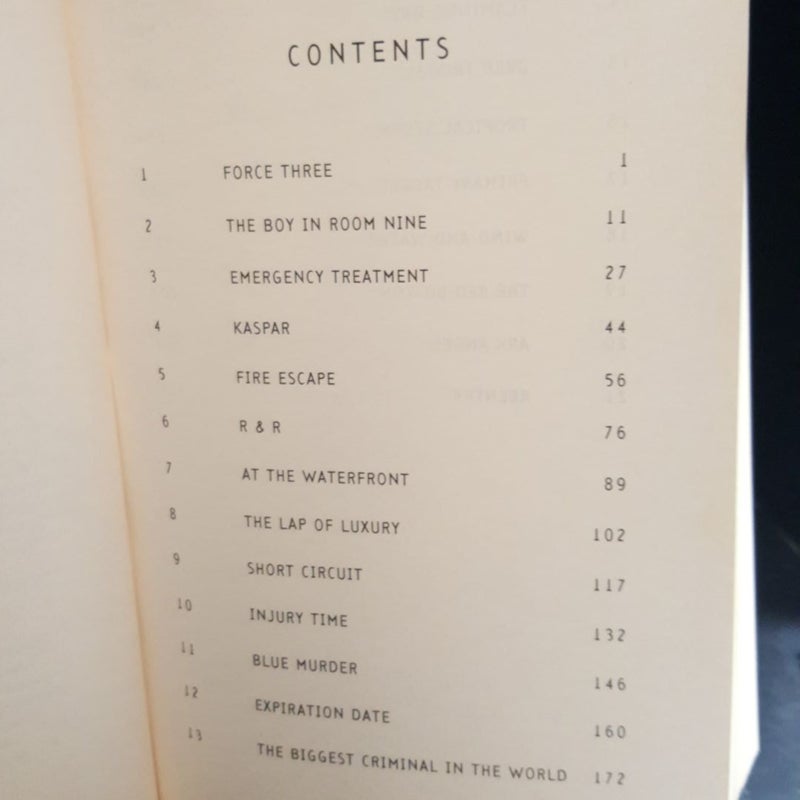 CONTENTS
1 FORCE THREE 1
2 THE BOY IN ROOM NINE 11
3 EMERGENCY TREATMENT 27
4 KASPAR 44
5 FIRE ESCAPE 56
6 R & R 76
7 AT THE WATERFRONT 89
8 THE LAP OF LUXURY 102
9 SHORT CIRCUIT 117
10 INJURY TIME 132
11 BLUE MURDER 146
12 EXPIRATION DATE 160
13 THE BIGGEST CRIMINAL IN THE WORLD 172